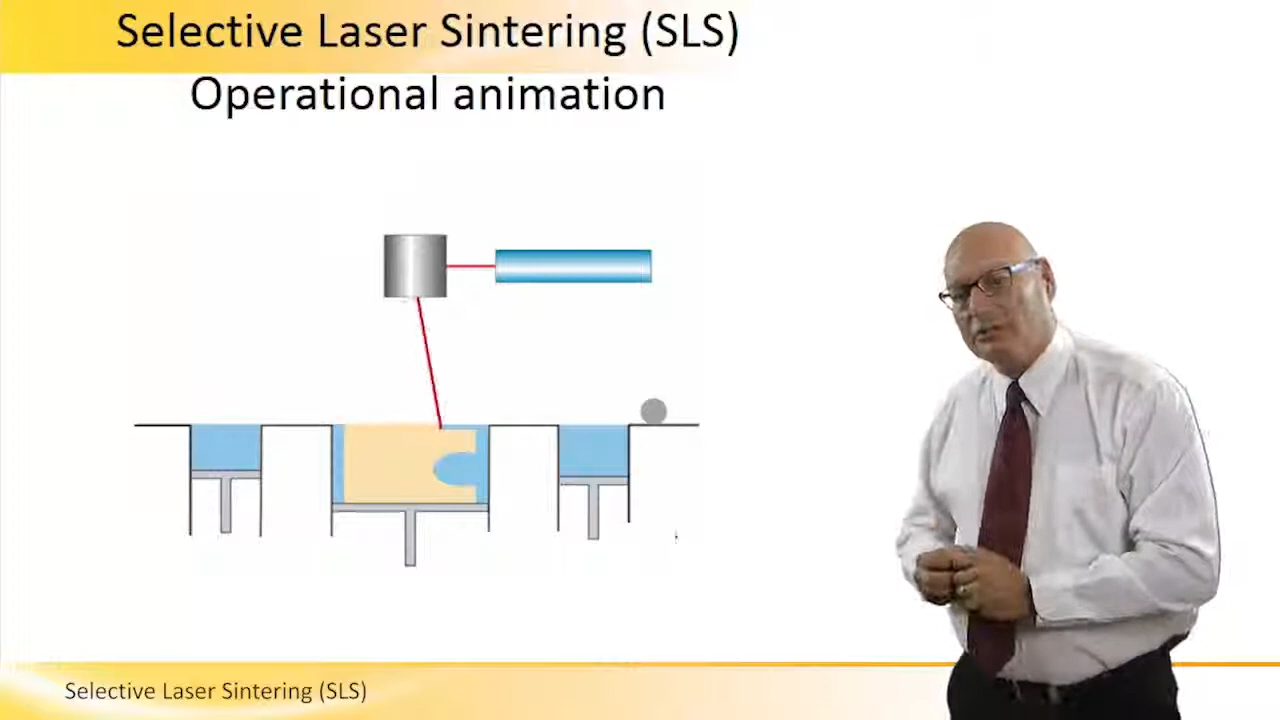 Selective Laser Sintering (SLS)
Operational animation
Selective Laser Sintering (SLS)